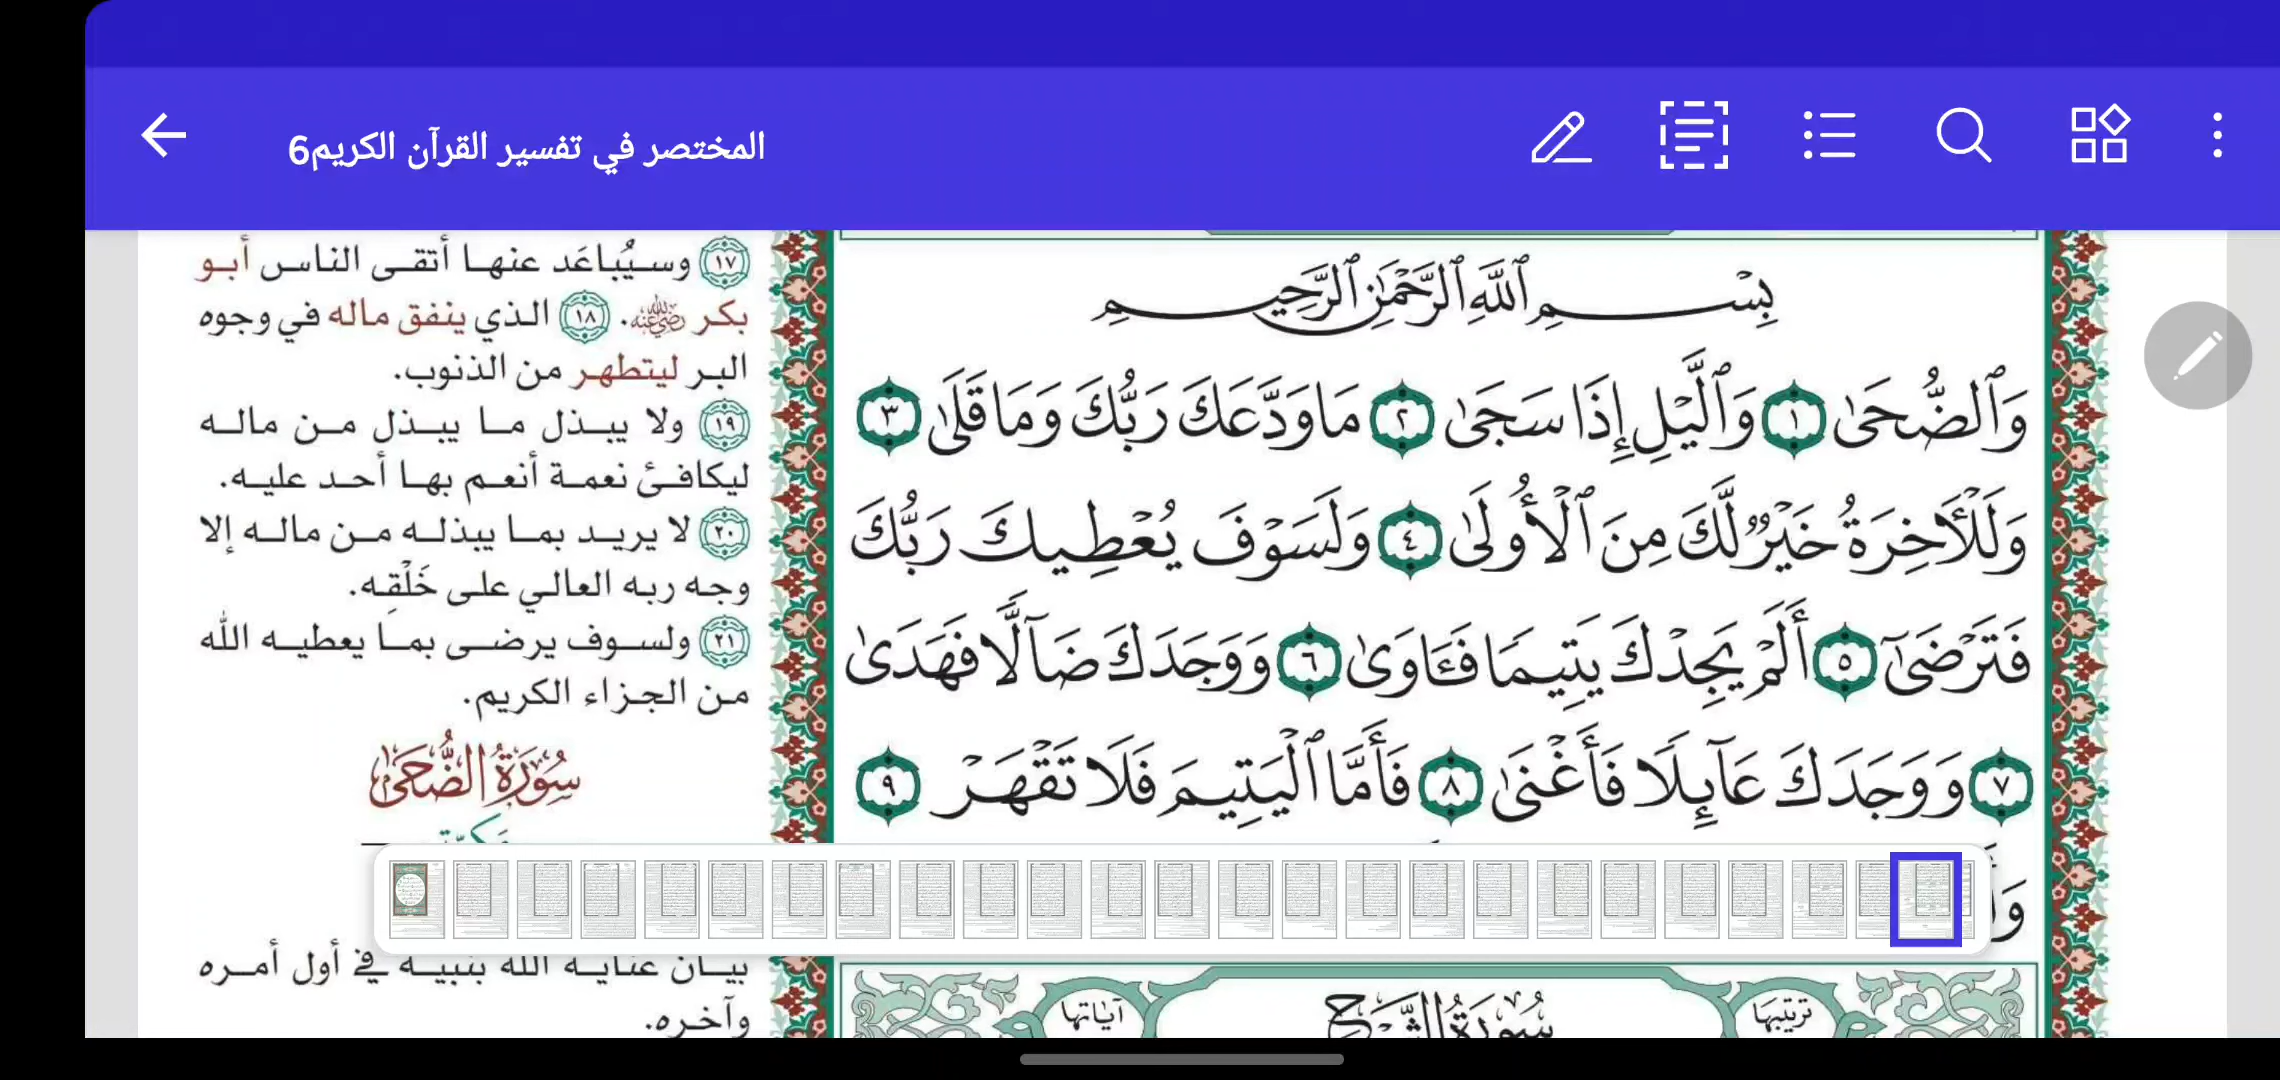 المختصر في تفسير القرآن الكريم6
بِسْمِ ٱللَّهِ ٱلرَّحْمَٰنِ ٱلرَّحِيمِ
وَٱلضُّحَىٰ ١ وَٱلَّيْلِ إِذَا سَجَىٰ ٢ مَا وَدَّعَكَ رَبُّكَ وَمَا قَلَىٰ ٣
وَلَلْأَخِرَةُ خَيْرٌ لَّكَ مِنَ ٱلْأُولَىٰ ٤ وَلَسَوْفَ يُعْطِيكَ رَبُّكَ
فَتَرْضَىٰٓ ٥ أَلَمْ يَجِدْكَ يَتِيمًا فَـَٔاوَىٰ ٦ وَوَجَدَكَ ضَآلًّا فَهَدَىٰ
٧ وَوَجَدَكَ عَآئِلًا فَأَغْنَىٰ ٨ فَأَمَّا ٱلْيَتِيمَ فَلَا تَقْهَرْ ٩
ترتيبها سُورَةُ الشَّرْحِ آياتها
١٧ وسيُباعَد عنها أتقى الناس أبو
بكر رضي الله عنه. ١٨ الذي ينفق ماله في وجوه
البر ليتطهر من الذنوب.
١٩ ولا يبذل ما يبذل من ماله
ليكافئ نعمة أنعم بها أحد عليه.
٢٠ لا يريد بما يبذله من ماله إلا
وجه ربه العالي على خَلْقِه.
٢١ ولسوف يرضى بما يعطيه الله
من الجزاء الكريم.
سُورَةُ الضُّحَىٰ
بيان عناية الله بنبيه في أول أمره
وآخره.